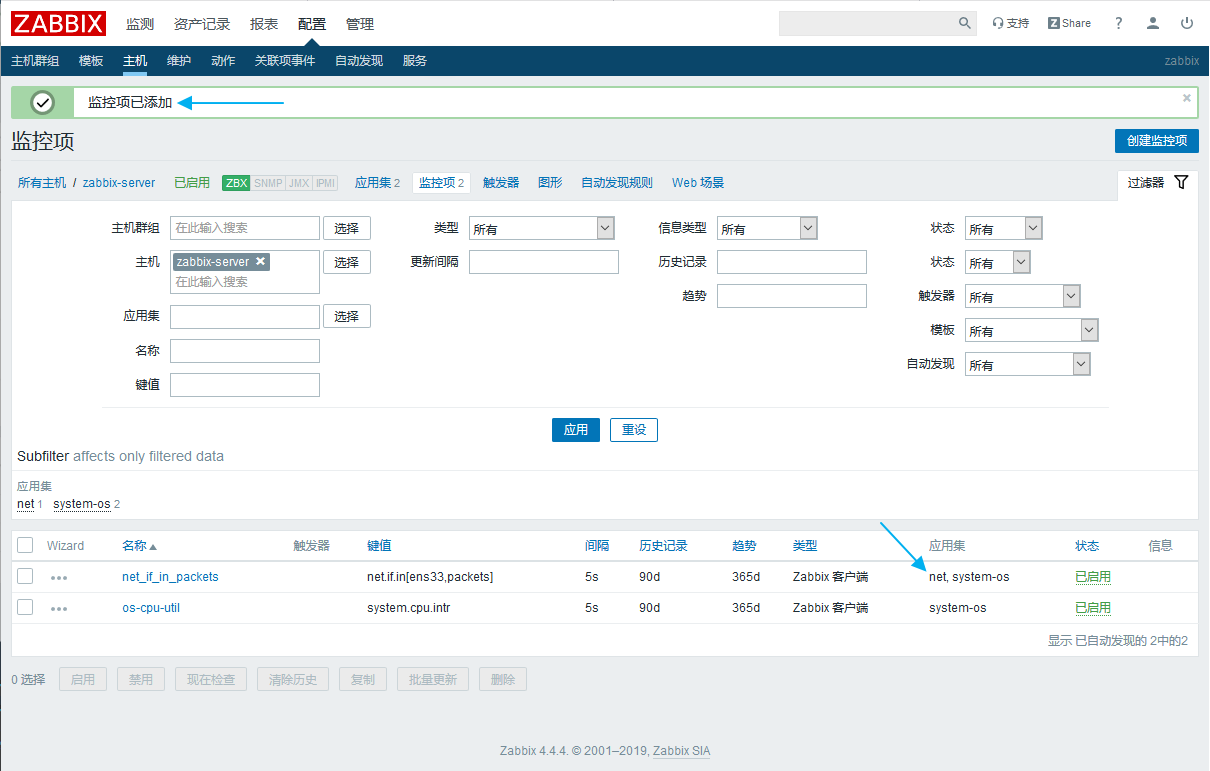 ZABBIX 监测 资产记录 报表 配置 管理 支持 Share ?
主机群组 模板 主机 维护 动作 关联项事件 自动发现 服务 zabbix
监控项已添加
监控项 创建监控项
所有主机 / zabbix-server 已启用 ZBX SNMP JMX IPMI 应用集 2 监控项 2 触发器 图形 自动发现规则 Web 场景 过滤器
主机群组 在此输入搜索 选择 类型 所有 信息类型 所有 状态 所有
主机 zabbix-server 选择 更新间隔 历史记录 状态 所有
在此输入搜索
趋势 触发器 所有
应用集 选择 模板 所有
名称 自动发现 所有
键值
应用 重设
Subfilter affects only filtered data
应用集
net 1 system-os 2
Wizard 名称 触发器 键值 间隔 历史记录 趋势 类型 应用集 状态 信息
net_if_in_packets net.if.in[ens33,packets] 5s 90d 365d Zabbix 客户端 net, system-os 已启用
os-cpu-util system.cpu.intr 5s 90d 365d Zabbix 客户端 system-os 已启用
显示 已自动发现的 2中的2
0 选择 启用 禁用 现在检查 清除历史 复制 批量更新 删除
Zabbix 4.4.4. © 2001–2019, Zabbix SIA